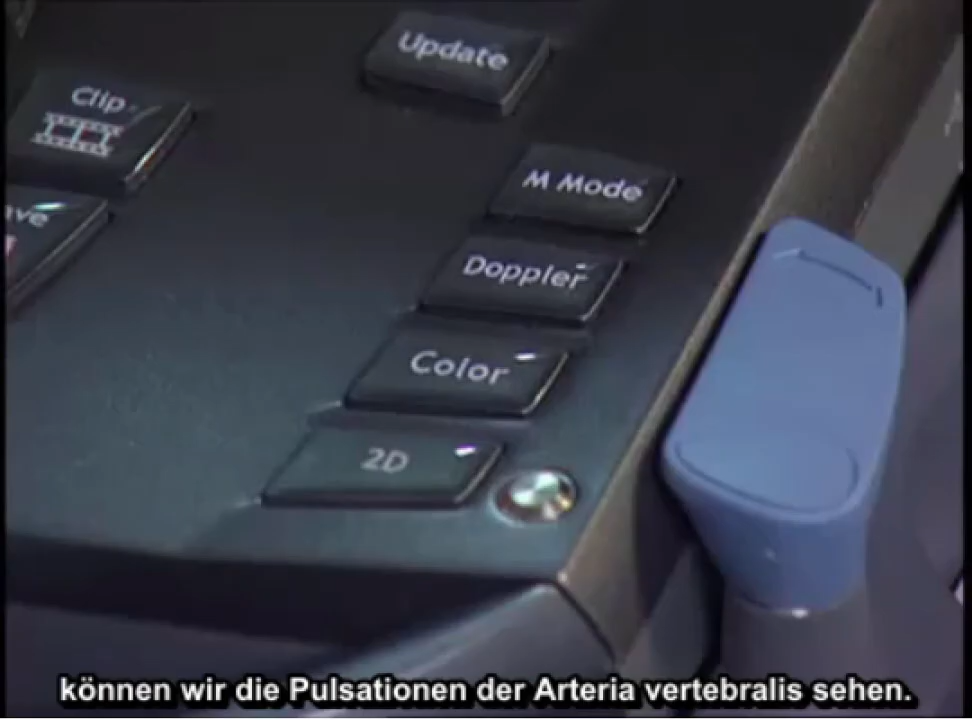 Update
Clip
M Mode
Doppler
Color
2D
können wir die Pulsationen der Arteria vertebralis sehen.